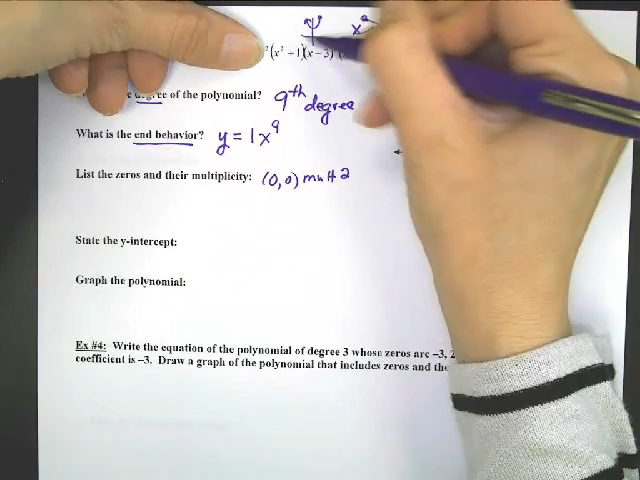 x²
²(x² + 1)(x − 3)
degree of the polynomial? 9th degree
What is the end behavior? y = 1x⁹
List the zeros and their multiplicity: (0,0) mult 2
State the y-intercept:
Graph the polynomial:
Ex #4: Write the equation of the polynomial of degree 3 whose zeros are –3, 2
coefficient is –3. Draw a graph of the polynomial that includes zeros and the